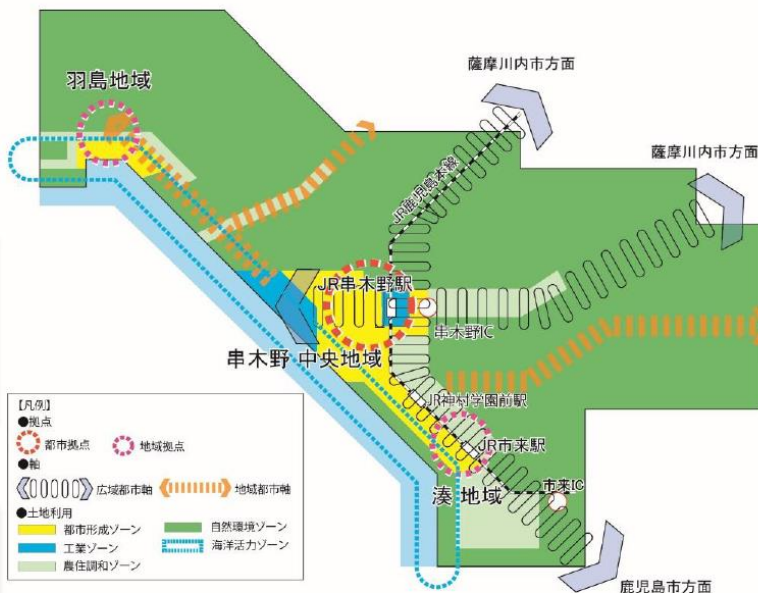 羽島地域
薩摩川内市方面
薩摩川内市方面
JR鹿児島本線
JR串木野駅
串木野IC
串木野 中央地域
JR神村学園前駅
JR市来駅
湊 地域
市来IC
鹿児島市方面
【凡例】
●拠点
都市拠点 地域拠点
●軸
広域都市軸 地域都市軸
●土地利用
都市形成ゾーン 自然環境ゾーン
工業ゾーン 海洋活力ゾーン
農住調和ゾーン